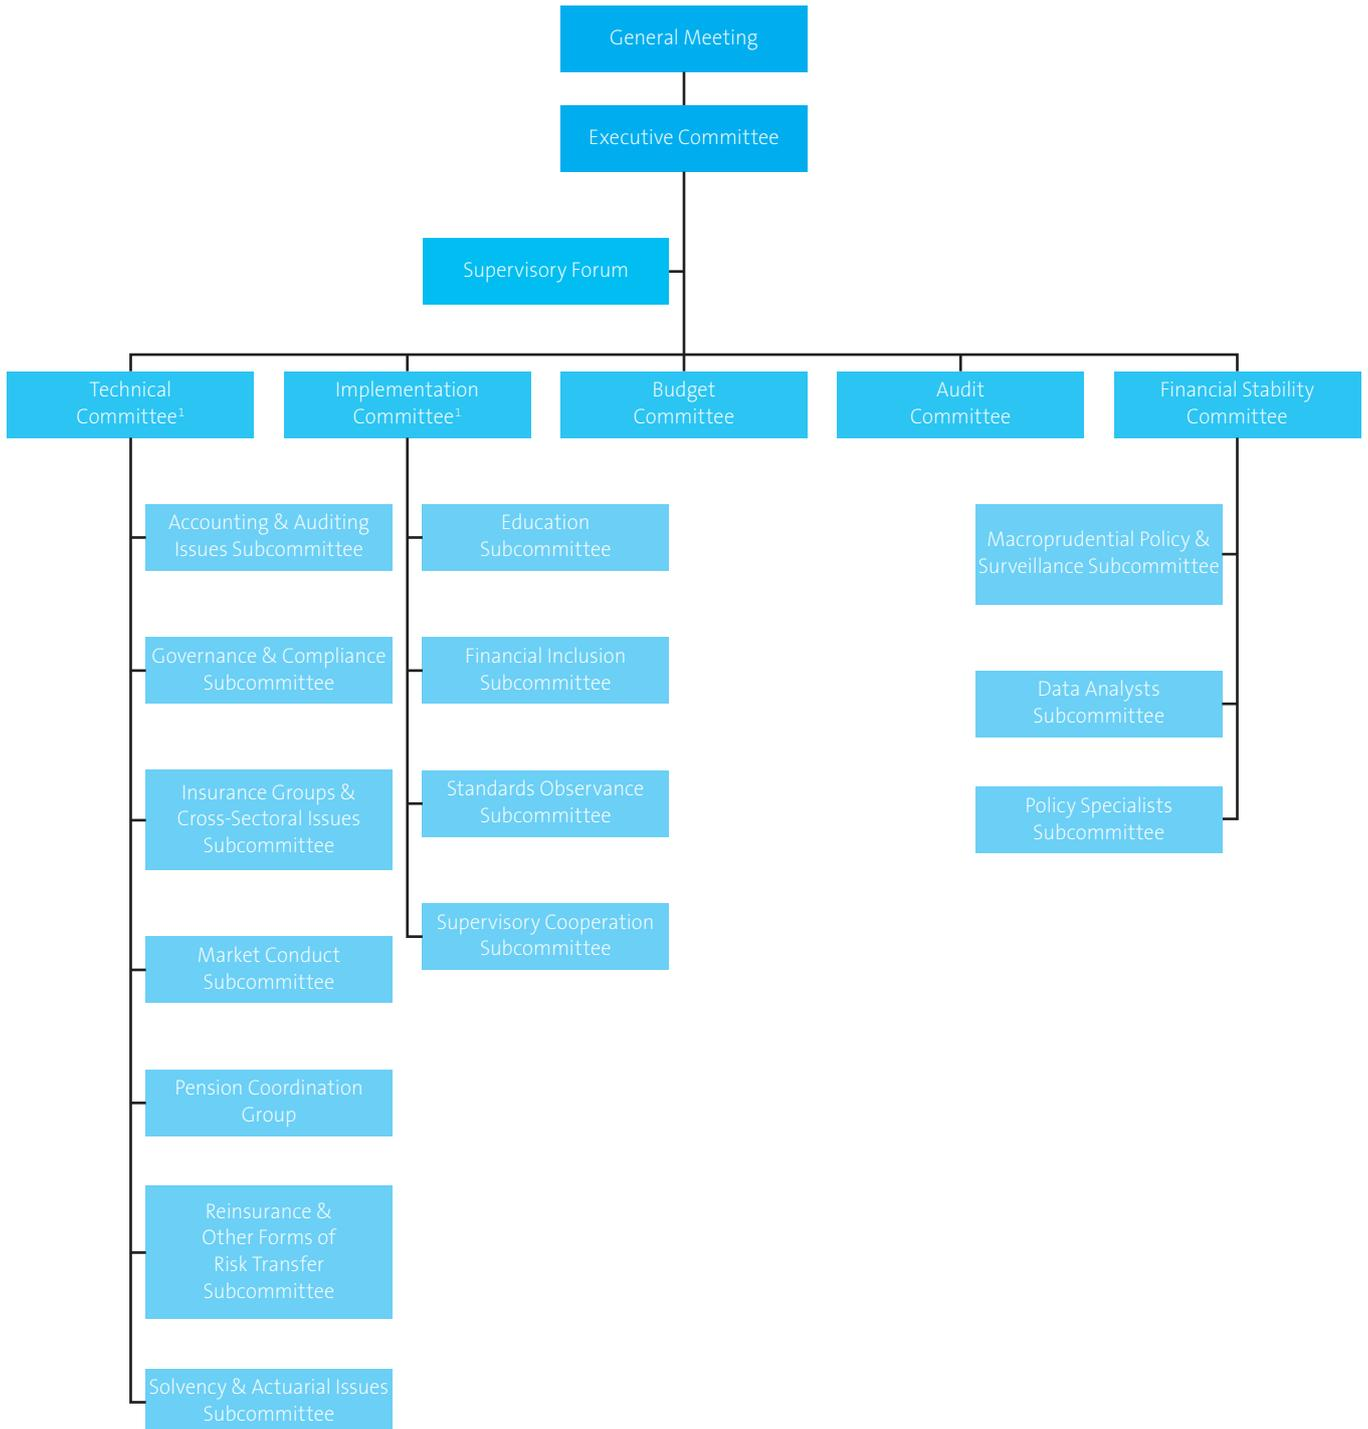 General Meeting
Executive Committee
Supervisory Forum
Technical
Committee¹
Implementation
Committee¹
Budget
Committee
Audit
Committee
Financial Stability
Committee
Accounting & Auditing
Issues Subcommittee
Governance & Compliance
Subcommittee
Insurance Groups &
Cross-Sectoral Issues
Subcommittee
Market Conduct
Subcommittee
Pension Coordination
Group
Reinsurance &
Other Forms of
Risk Transfer
Subcommittee
Solvency & Actuarial Issues
Subcommittee
Education
Subcommittee
Financial Inclusion
Subcommittee
Standards Observance
Subcommittee
Supervisory Cooperation
Subcommittee
Macroprudential Policy &
Surveillance Subcommittee
Data Analysts
Subcommittee
Policy Specialists
Subcommittee